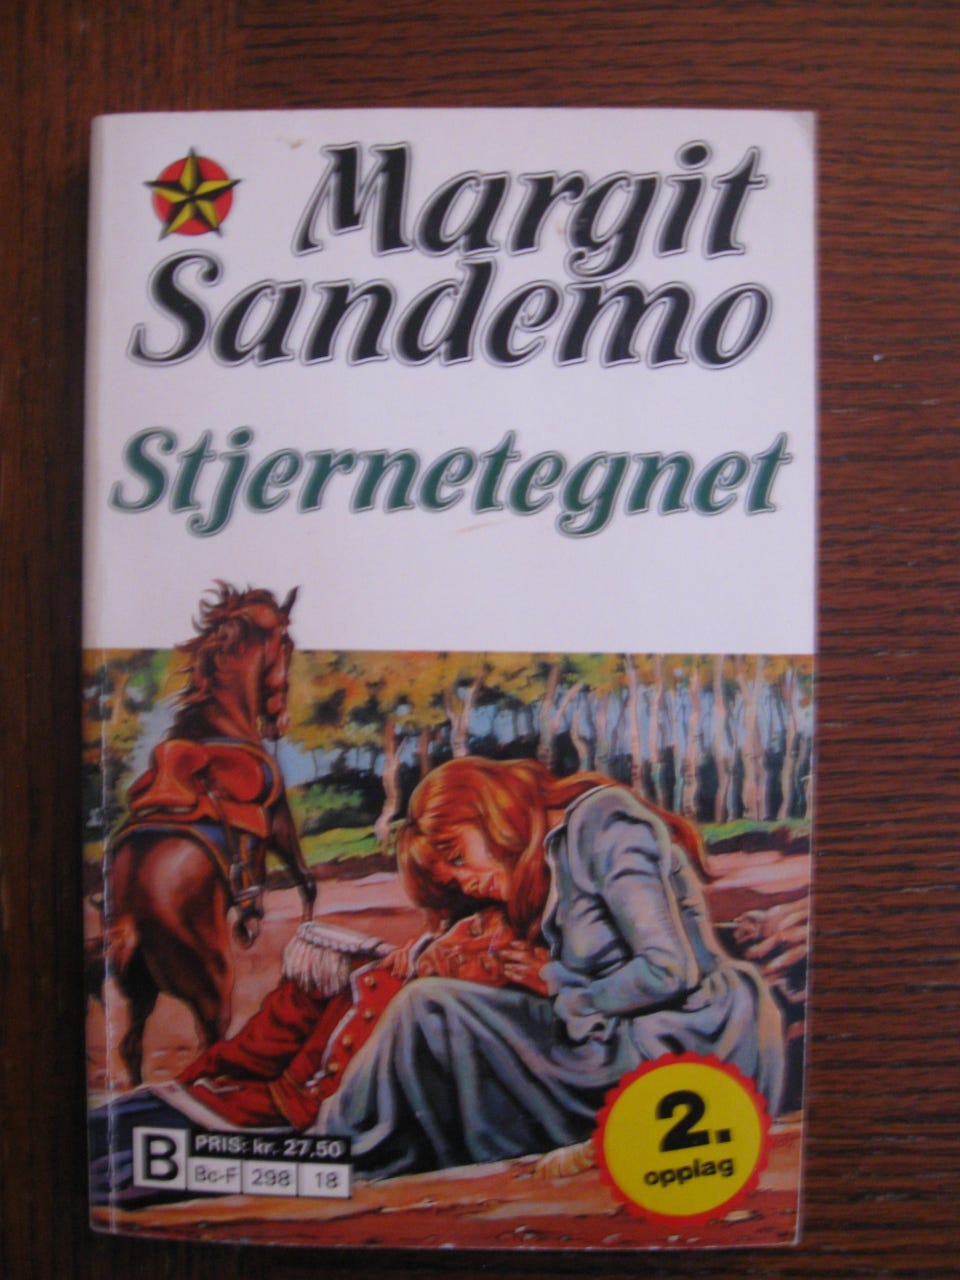 Margit
Sandemo
Stjernetegnet
B
PRIS: kr. 27,50
Bc-F 298 18
2.
opplag